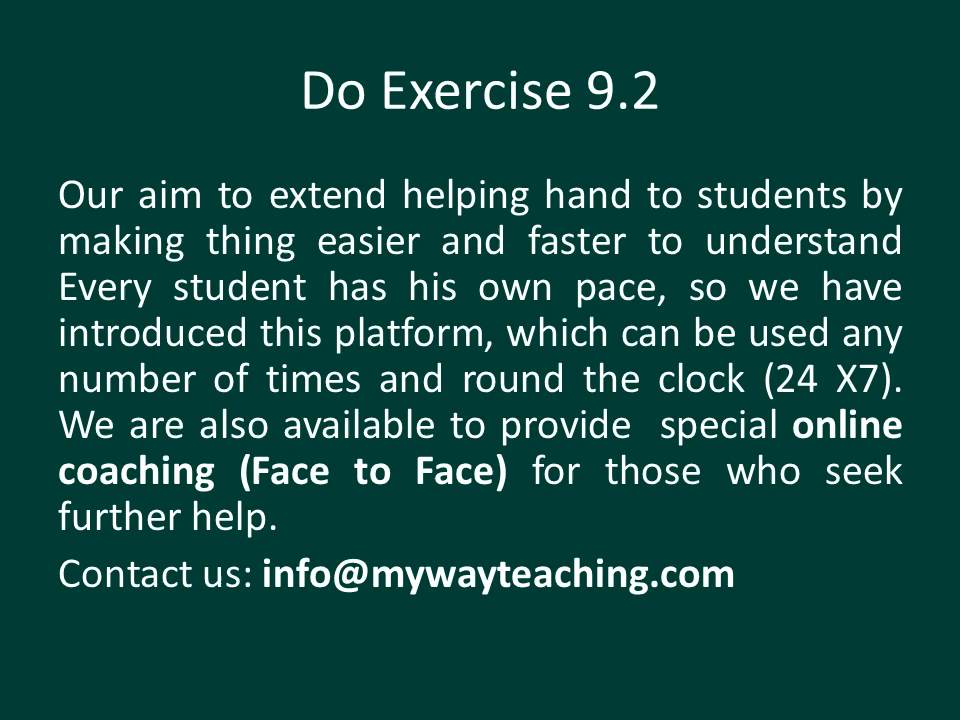 Do Exercise 9.2
Our aim to extend helping hand to students by
making thing easier and faster to understand
Every student has his own pace, so we have
introduced this platform, which can be used any
number of times and round the clock (24 X7).
We are also available to provide  special online
coaching (Face to Face) for those who seek
further help.
Contact us: info@mywayteaching.com